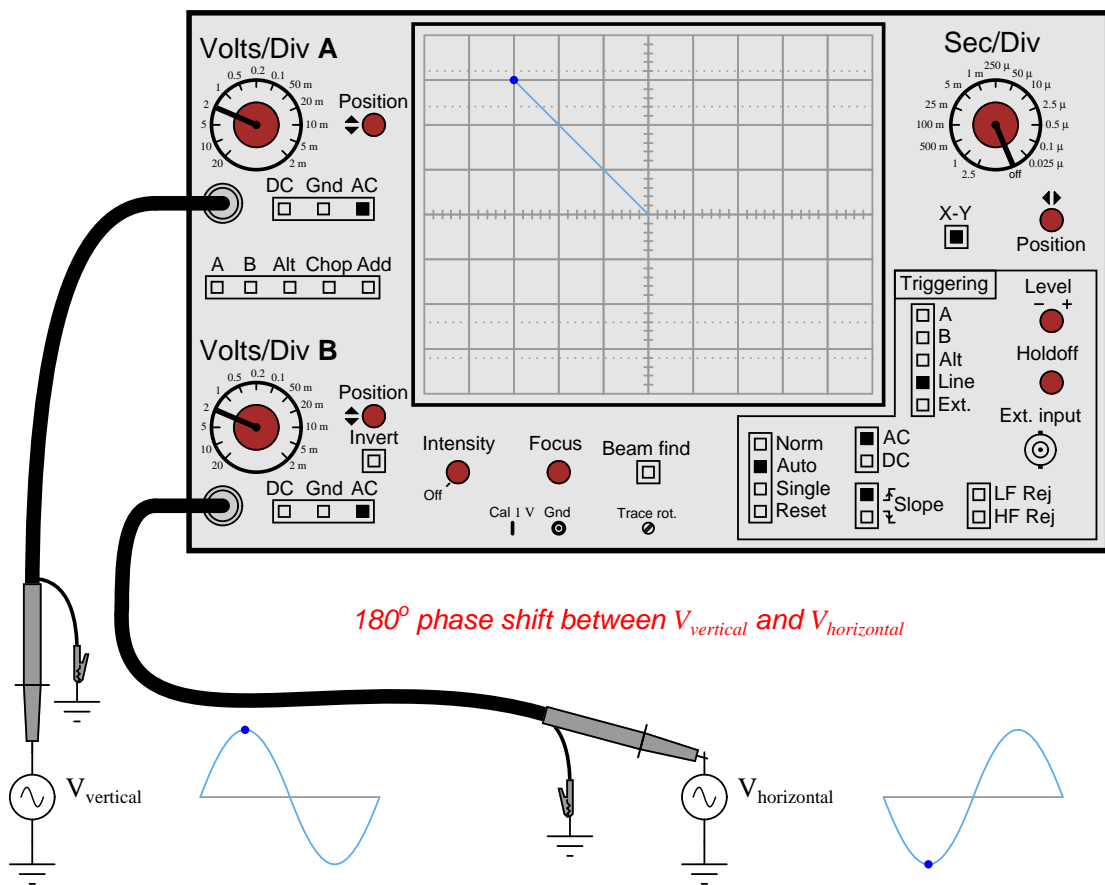 Volts/Div A
0.5 0.2 0.1
1 50 m
2 20 m
5 10 m
10 5 m
20 2 m
Position
DC Gnd AC
A B Alt Chop Add
Volts/Div B
0.5 0.2 0.1
1 50 m
2 20 m
5 10 m
10 5 m
20 2 m
Position
Invert
DC Gnd AC
Intensity
Off
Focus
Beam find
Cal 1 V Gnd Trace rot.
Sec/Div
250 µ
1 m 50 µ
5 m 10 µ
25 m 2.5 µ
100 m 0.5 µ
500 m 0.1 µ
1 0.025 µ
2.5 off
X-Y
Position
Triggering
A
B
Alt
Line
Ext.
Level
− +
Holdoff
Ext. input
Norm
Auto
Single
Reset
AC
DC
Slope
LF Rej
HF Rej
180° phase shift between Vvertical and Vhorizontal
Vvertical
Vhorizontal